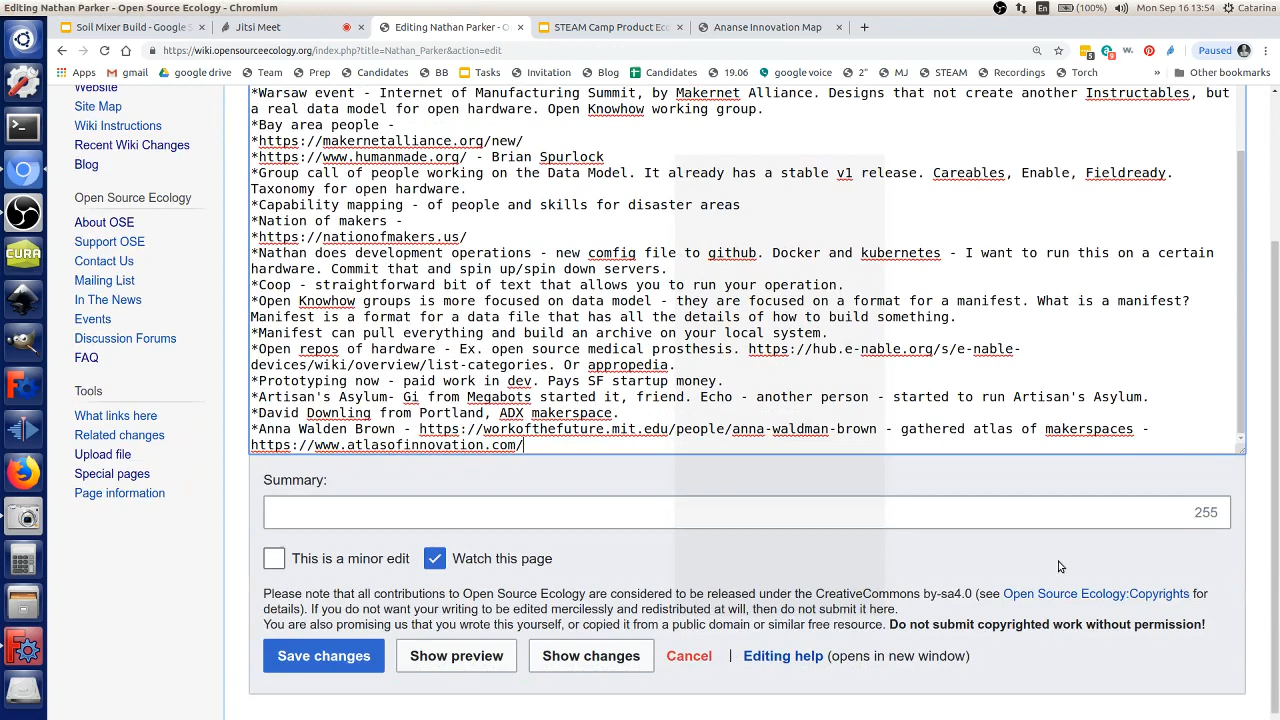 Editing Nathan Parker - Open Source Ecology - Chromium
En (100%) Mon Sep 16 13:54 Catarina
Soil Mixer Build - Google S × Jitsi Meet × Editing Nathan Parker - O × STEAM Camp Product Ec × Ananse Innovation Map × +
https://wiki.opensourceecology.org/index.php?title=Nathan_Parker&action=edit Paused
Apps gmail google drive Team Prep Candidates BB Tasks Invitation Blog Candidates 19.06 google voice 2" MJ STEAM Recordings Torch » Other bookmarks
Wanted
Site Map
Wiki Instructions
Recent Wiki Changes
Blog
Open Source Ecology
About OSE
Support OSE
Contact Us
Mailing List
In The News
Events
Discussion Forums
FAQ
Tools
What links here
Related changes
Upload file
Special pages
Page information
*Warsaw event - Internet of Manufacturing Summit, by Makernet Alliance. Designs that not create another Instructables, but
a real data model for open hardware. Open Knowhow working group.
*Bay area people -
*https://makernetalliance.org/new/
*https://www.humanmade.org/ - Brian Spurlock
*Group call of people working on the Data Model. It already has a stable v1 release. Careables, Enable, Fieldready.
Taxonomy for open hardware.
*Capability mapping - of people and skills for disaster areas
*Nation of makers -
*https://nationofmakers.us/
*Nathan does development operations - new comfig file to github. Docker and kubernetes - I want to run this on a certain
hardware. Commit that and spin up/spin down servers.
*Coop - straightforward bit of text that allows you to run your operation.
*Open Knowhow groups is more focused on data model - they are focused on a format for a manifest. What is a manifest?
Manifest is a format for a data file that has all the details of how to build something.
*Manifest can pull everything and build an archive on your local system.
*Open repos of hardware - Ex. open source medical prosthesis. https://hub.e-nable.org/s/e-nable-
devices/wiki/overview/list-categories. Or appropedia.
*Prototyping now - paid work in dev. Pays SF startup money.
*Artisan's Asylum- Gi from Megabots started it, friend. Echo - another person - started to run Artisan's Asylum.
*David Downling from Portland, ADX makerspace.
*Anna Walden Brown - https://workofthefuture.mit.edu/people/anna-waldman-brown - gathered atlas of makerspaces -
https://www.atlasofinnovation.com/
Summary:
255
This is a minor edit Watch this page
Please note that all contributions to Open Source Ecology are considered to be released under the CreativeCommons by-sa4.0 (see Open Source Ecology:Copyrights for
details). If you do not want your writing to be edited mercilessly and redistributed at will, then do not submit it here.
You are also promising us that you wrote this yourself, or copied it from a public domain or similar free resource. Do not submit copyrighted work without permission!
Save changes Show preview Show changes Cancel | Editing help (opens in new window)
CURA